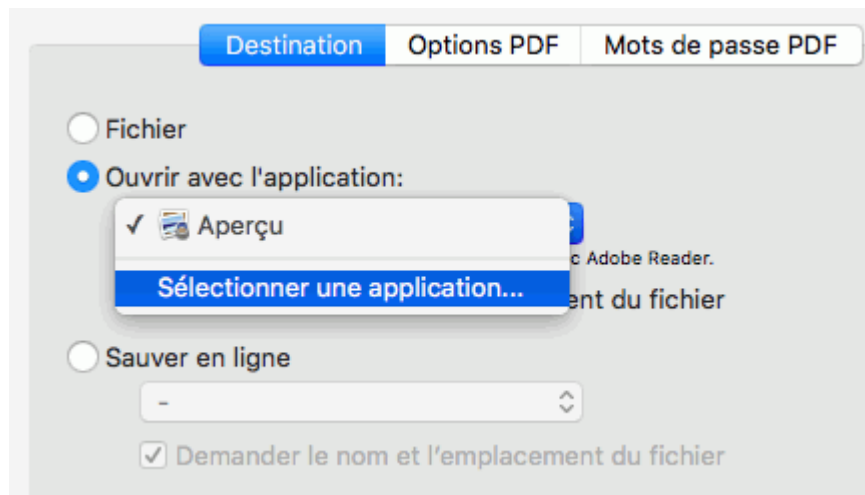 Destination Options PDF Mots de passe PDF
Fichier
Ouvrir avec l'application:
✓ Aperçu
c Adobe Reader.
Sélectionner une application...
ent du fichier
Sauver en ligne
-
Demander le nom et l'emplacement du fichier